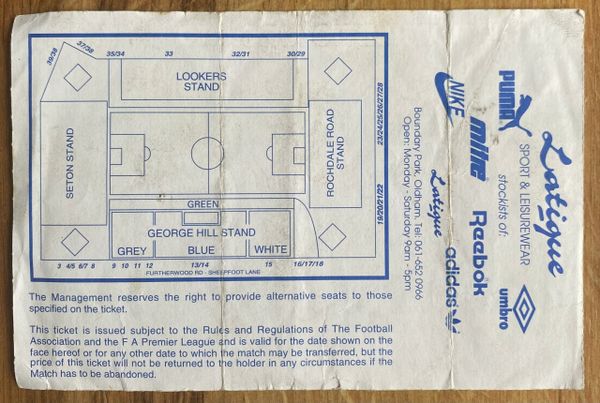 39/38
37/38
35/34
33
32/31
30/29
LOOKERS
STAND
SETON STAND
ROCHDALE ROAD
STAND
23/24/25/26/27/28
19/20/21/22
GREEN
GEORGE HILL STAND
GREY
BLUE
WHITE
3 4/5 6/7 8
9 10 11 12
13/14
15
16/17*18
FURTHERWOOD RD - SHEEPFOOT LANE
The Management reserves the right to provide alternative seats to those
specified on the ticket.
This ticket is issued subject to the Rules and Regulations of The Football
Association and the F A Premier League and is valid for the date shown on the
face hereof or for any other date to which the match may be transferred, but the
price of this ticket will not be returned to the holder in any circumstances if the
Match has to be abandoned.
Latique
SPORT & LEISUREWEAR
stockists of:
PUMA
NIKE
mitre
Reebok
umbro
adidas
Latique
Boundary Park, Oldham. Tel: 061-652 0966
Open: Monday - Saturday 9am - 5pm